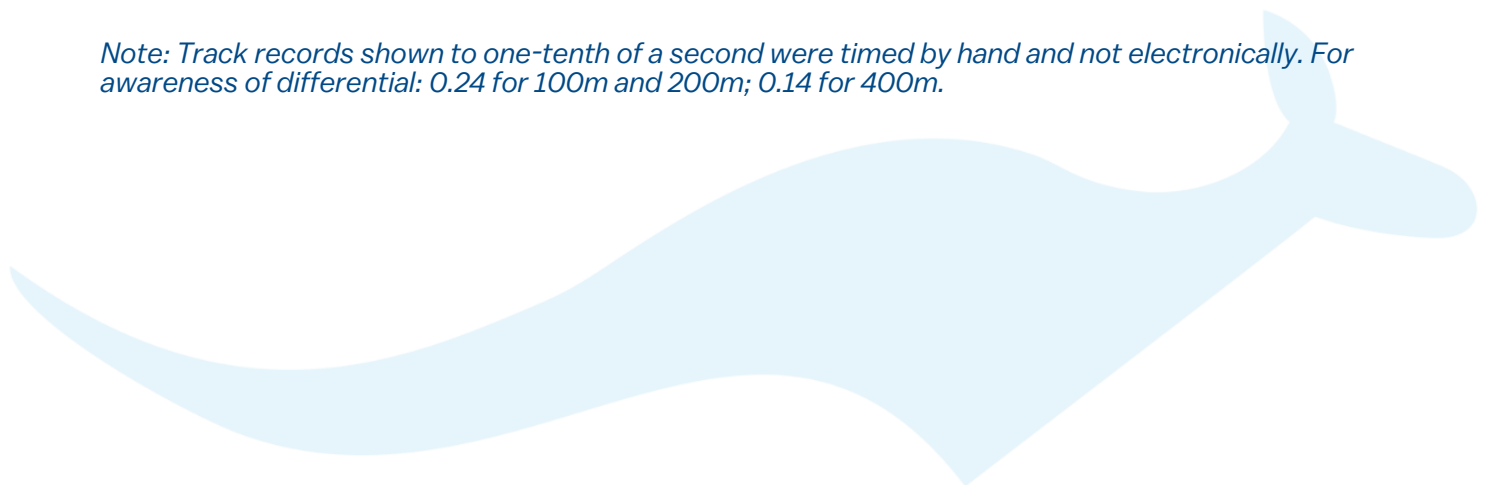 Note: Track records shown to one-tenth of a second were timed by hand and not electronically. For
awareness of differential: 0.24 for 100m and 200m; 0.14 for 400m.